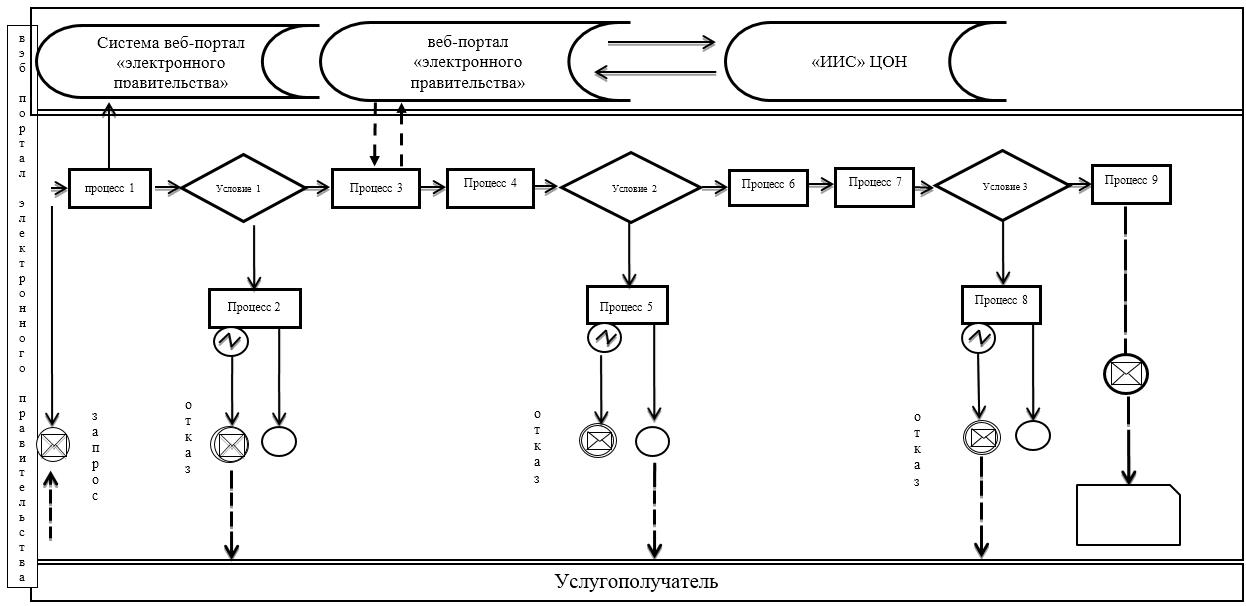 вэб портал электронного правительства
Система веб-портал
«электронного
правительства»
веб-портал
«электронного
правительства»
«ИИС» ЦОН
процесс 1
Условие 1
Процесс 3
Процесс 4
Условие 2
Процесс 6
Процесс 7
Условие 3
Процесс 9
Процесс 2
Процесс 5
Процесс 8
запрос
отказ
отказ
отказ
Услугополучатель